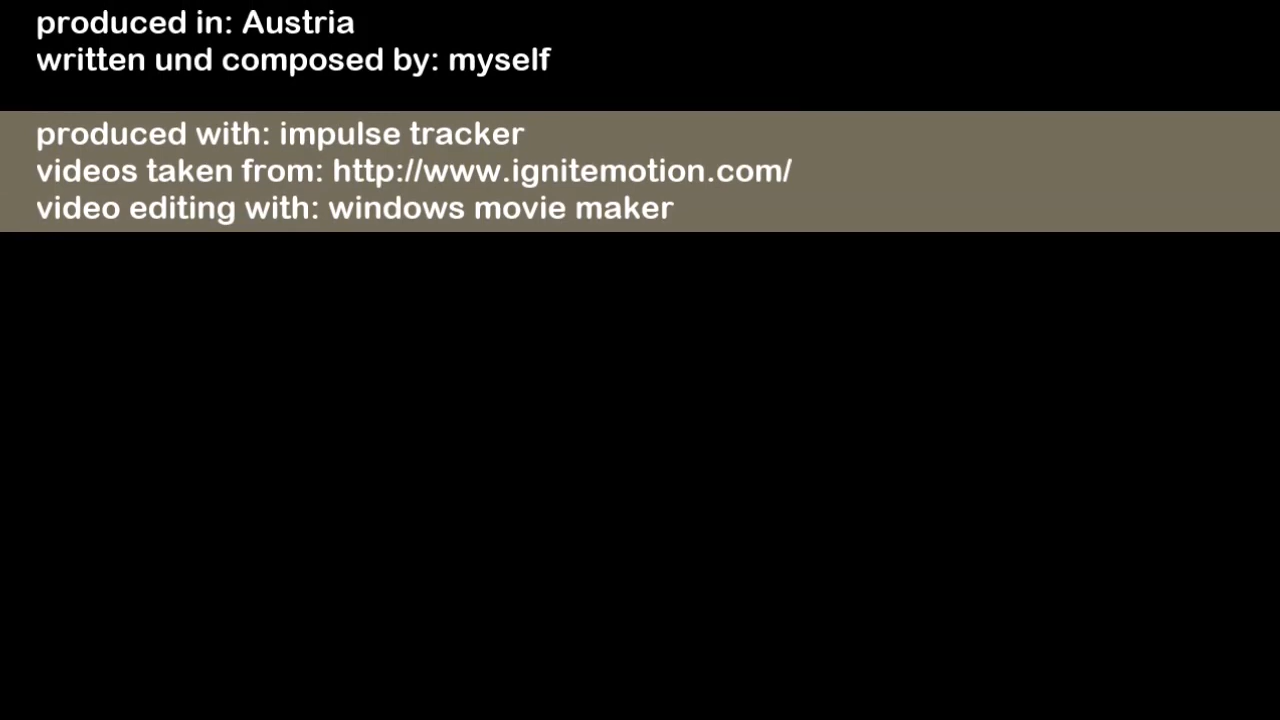 produced in: Austria
written und composed by: myself
produced with: impulse tracker
videos taken from: http://www.ignitemotion.com/
video editing with: windows movie maker